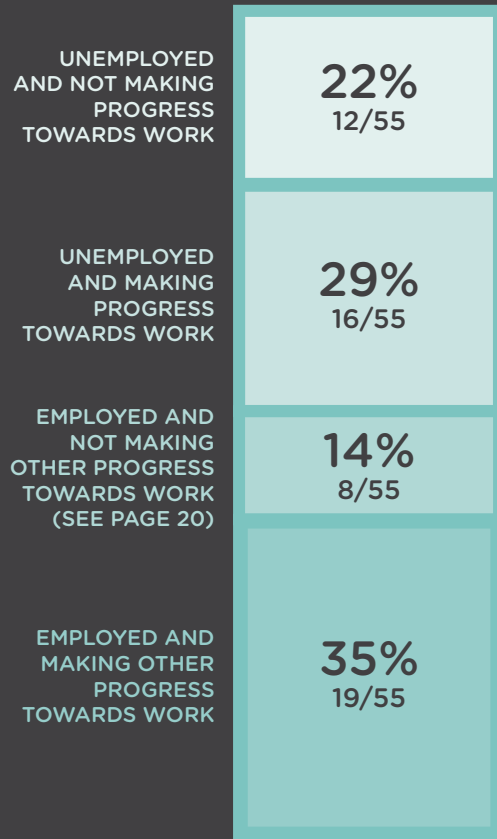 UNEMPLOYED
AND NOT MAKING
PROGRESS
TOWARDS WORK
22%
12/55
UNEMPLOYED
AND MAKING
PROGRESS
TOWARDS WORK
29%
16/55
EMPLOYED AND
NOT MAKING
OTHER PROGRESS
TOWARDS WORK
(SEE PAGE 20)
14%
8/55
EMPLOYED AND
MAKING OTHER
PROGRESS
TOWARDS WORK
35%
19/55